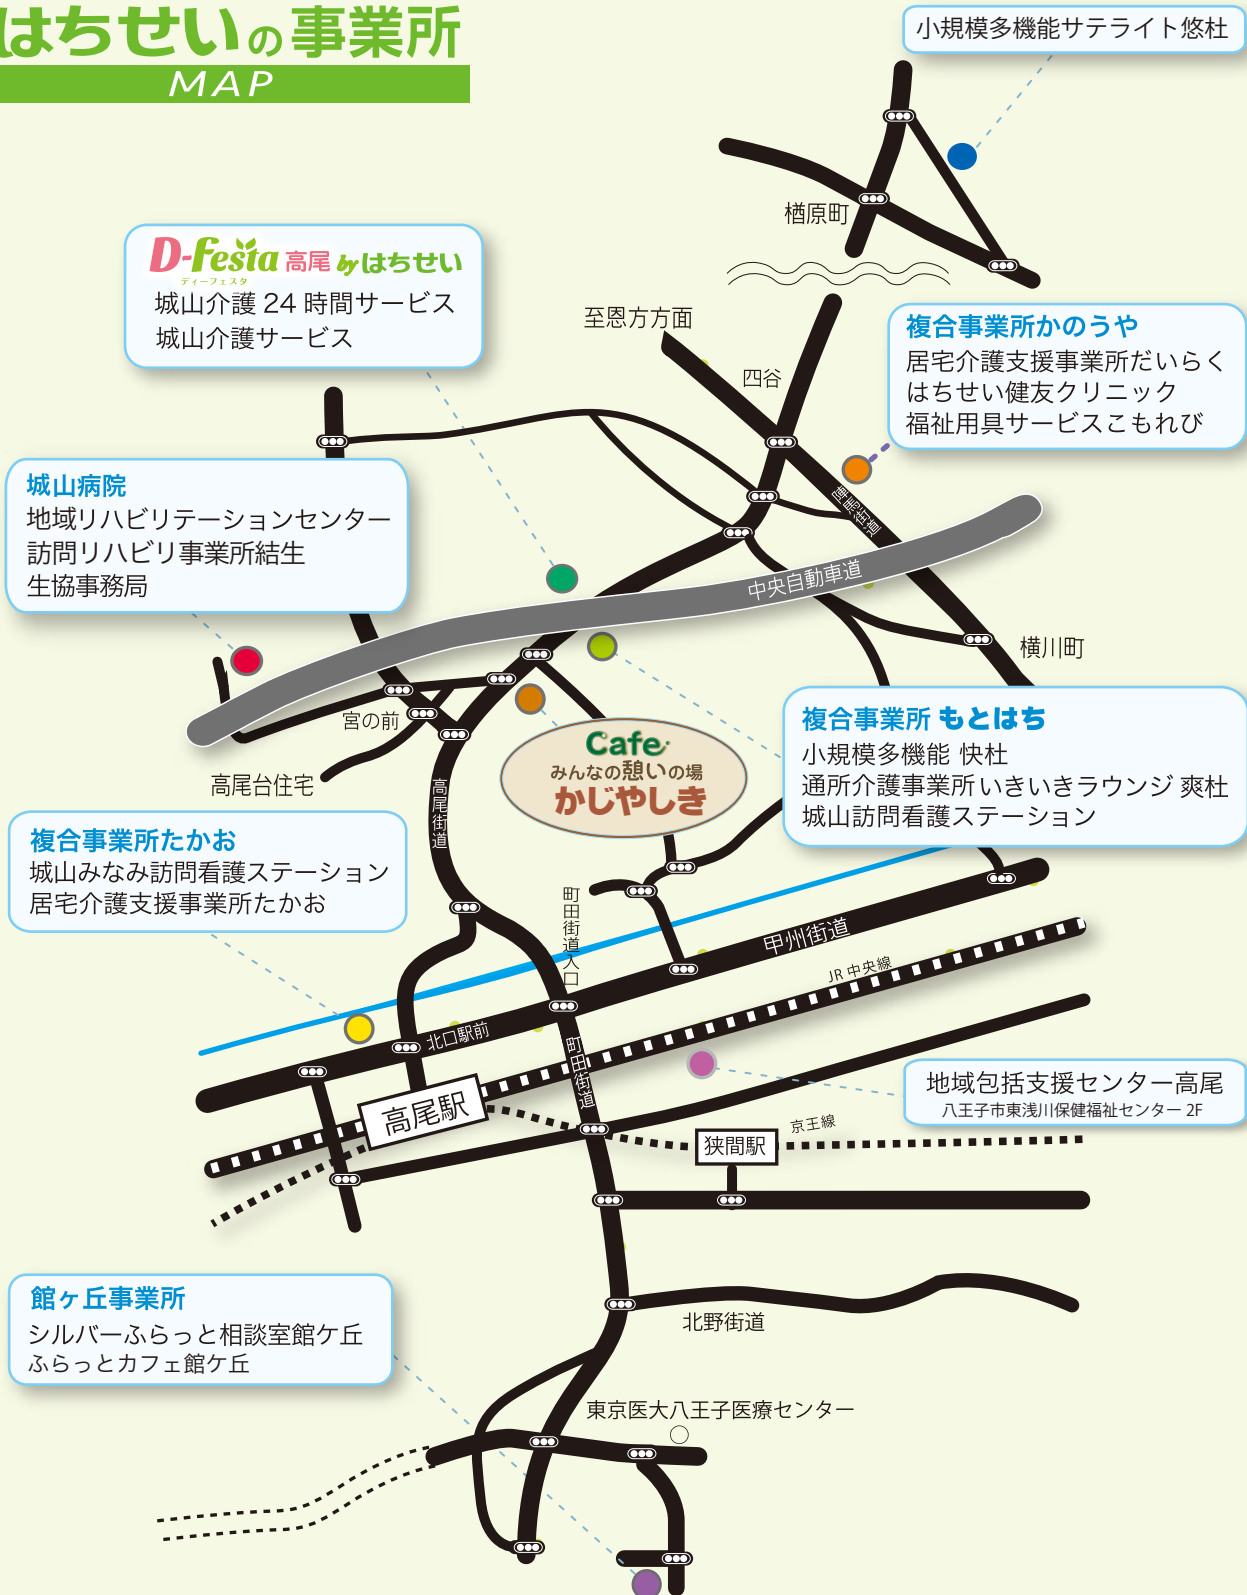 はちせいの事業所
MAP
小規模多機能サテライト悠杜
楢原町
D-Festa 高尾 by はちせい
ディーフェスタ
城山介護 24 時間サービス
城山介護サービス
至恩方方面
四谷
複合事業所かのうや
居宅介護支援事業所だいらく
はちせい健友クリニック
福祉用具サービスこもれび
城山病院
地域リハビリテーションセンター
訪問リハビリ事業所結生
生協事務局
陣馬街道
中央自動車道
横川町
宮の前
高尾台住宅
高尾街道
Cafe
みんなの憩いの場
かじやしき
複合事業所 もとはち
小規模多機能 快杜
通所介護事業所いきいきラウンジ 爽杜
城山訪問看護ステーション
複合事業所たかお
城山みなみ訪問看護ステーション
居宅介護支援事業所たかお
町田街道入口
甲州街道
JR 中央線
北口駅前
町田街道
高尾駅
地域包括支援センター高尾
八王子市東浅川保健福祉センター 2F
京王線
狭間駅
館ヶ丘事業所
シルバーふらっと相談室館ケ丘
ふらっとカフェ館ケ丘
北野街道
東京医大八王子医療センター